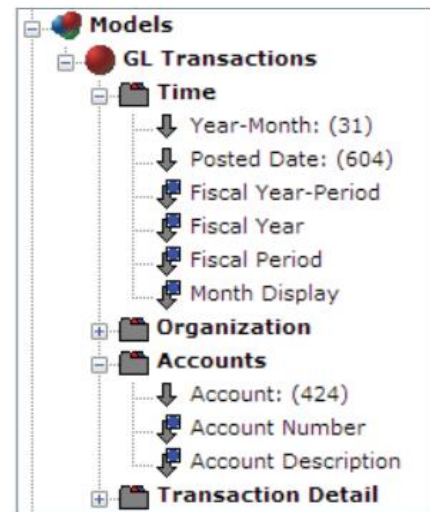 Models
GL Transactions
Time
Year-Month: (31)
Posted Date: (604)
Fiscal Year-Period
Fiscal Year
Fiscal Period
Month Display
Organization
Accounts
Account: (424)
Account Number
Account Description
Transaction Detail